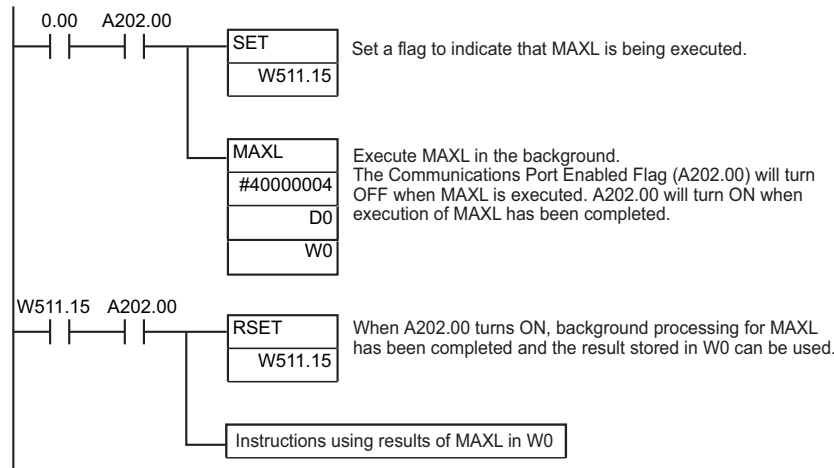 0.00 A202.00
SET
W511.15
Set a flag to indicate that MAXL is being executed.
MAXL
#40000004
D0
W0
Execute MAXL in the background.
The Communications Port Enabled Flag (A202.00) will turn
OFF when MAXL is executed. A202.00 will turn ON when
execution of MAXL has been completed.
W511.15 A202.00
RSET
W511.15
When A202.00 turns ON, background processing for MAXL
has been completed and the result stored in W0 can be used.
Instructions using results of MAXL in W0